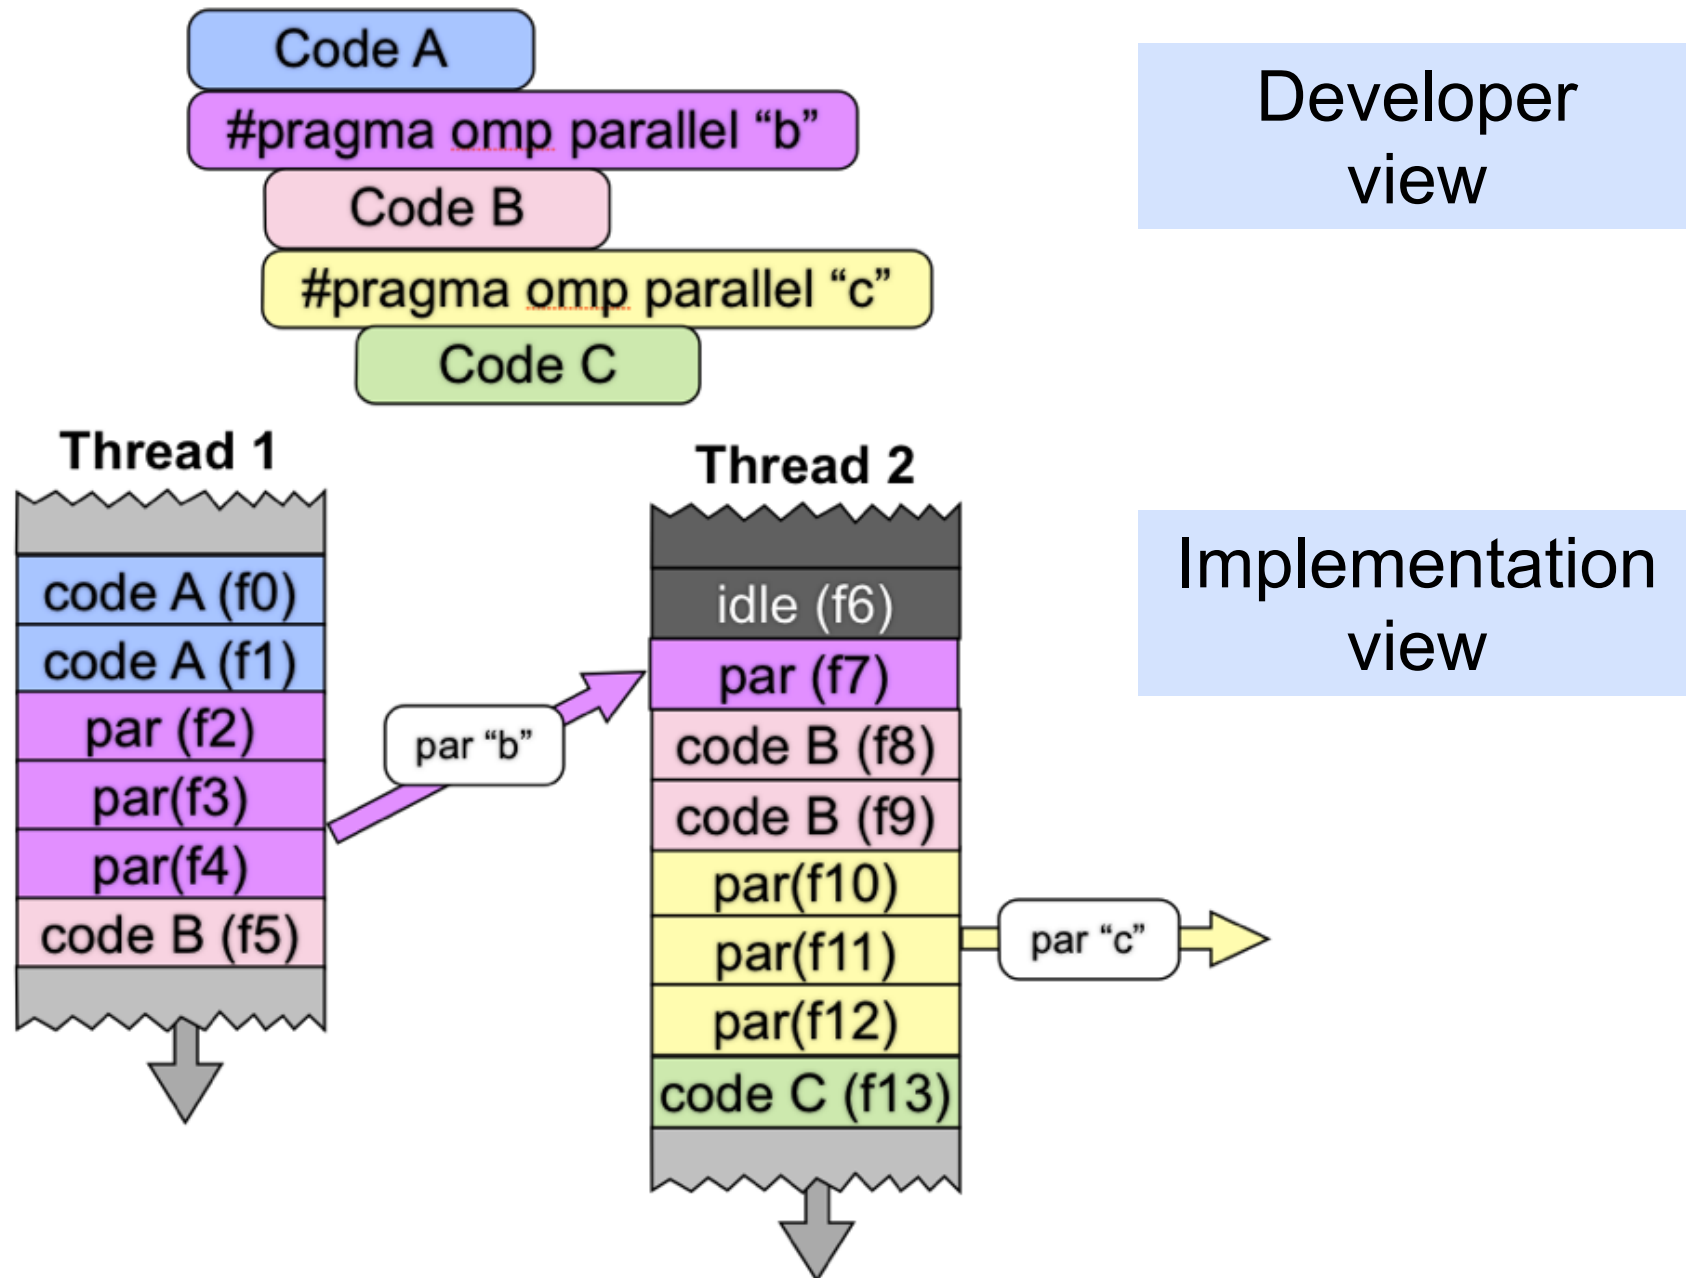 Code A
#pragma omp parallel “b”
Code B
#pragma omp parallel “c”
Code C
Developer
view
Thread 1
code A (f0)
code A (f1)
par (f2)
par(f3)
par(f4)
code B (f5)
par “b”
Thread 2
idle (f6)
par (f7)
code B (f8)
code B (f9)
par(f10)
par(f11)
par(f12)
code C (f13)
par “c”
Implementation
view